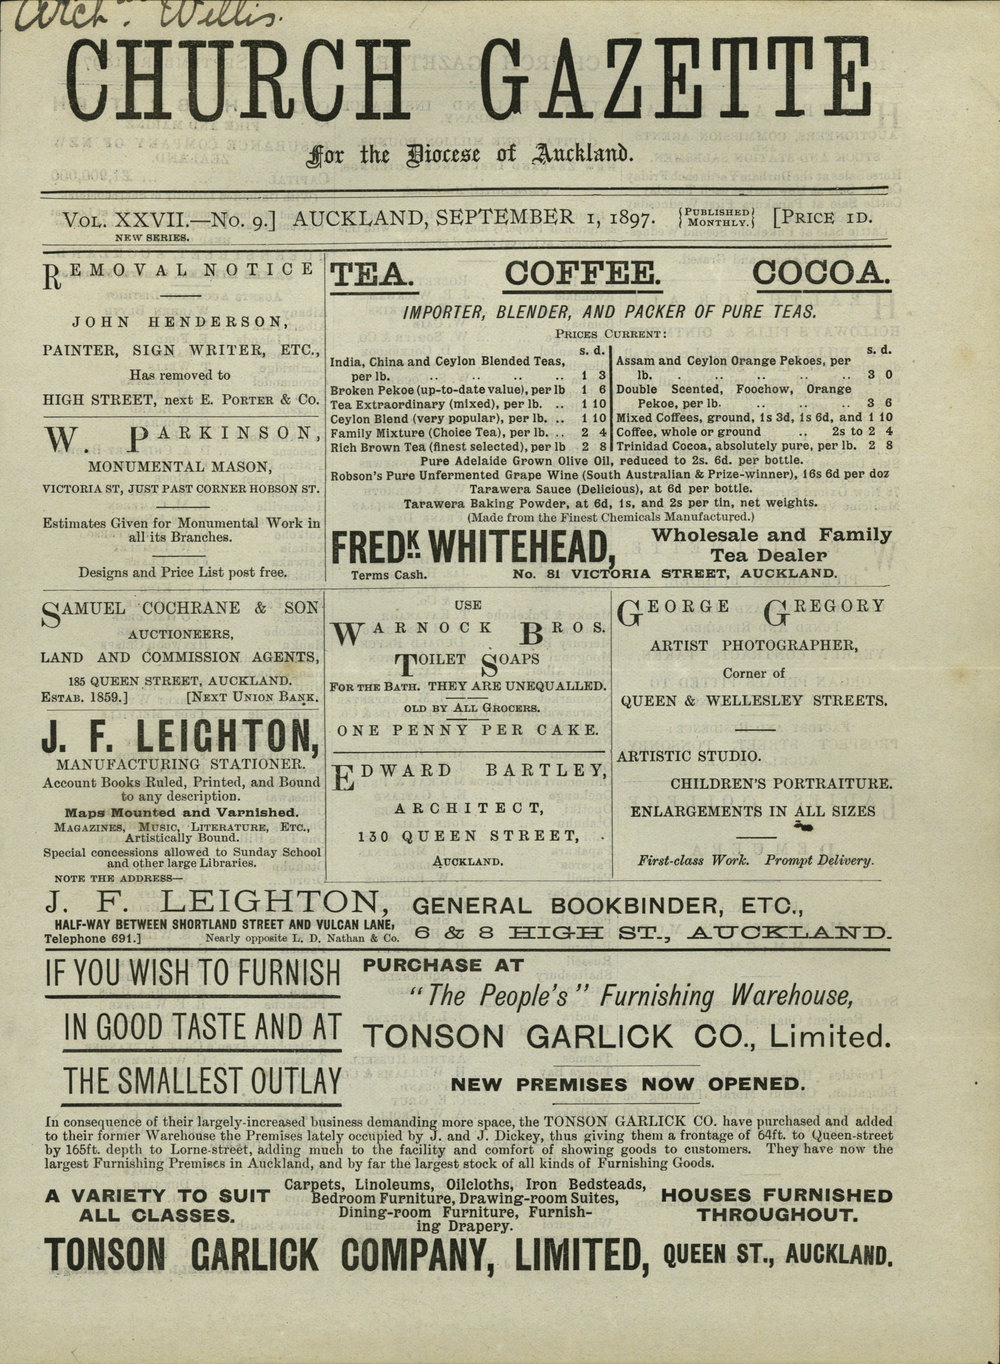 Archd. Willis.
CHURCH GAZETTE
For the Diocese of Auckland.
VOL. XXVII.—No. 9.] AUCKLAND, SEPTEMBER 1, 1897. {PUBLISHED MONTHLY.} [PRICE 1D.
NEW SERIES.
REMOVAL NOTICE
JOHN HENDERSON,
PAINTER, SIGN WRITER, ETC.,
Has removed to
HIGH STREET, next E. PORTER & Co.
W. PARKINSON,
MONUMENTAL MASON,
VICTORIA ST, JUST PAST CORNER HOBSON ST.
Estimates Given for Monumental Work in
all its Branches.
Designs and Price List post free.
TEA. COFFEE. COCOA.
IMPORTER, BLENDER, AND PACKER OF PURE TEAS.
PRICES CURRENT:
s. d.
India, China and Ceylon Blended Teas,
per lb. .. .. .. .. 1 3
Broken Pekoe (up-to-date value), per lb 1 6
Tea Extraordinary (mixed), per lb. .. 1 10
Ceylon Blend (very popular), per lb. .. 1 10
Family Mixture (Choice Tea), per lb. .. 2 4
Rich Brown Tea (finest selected), per lb 2 8
s. d.
Assam and Ceylon Orange Pekoes, per
lb. . .. .. .. .. 3 0
Double Scented, Foochow, Orange
Pekoe, per lb. .. .. .. 3 6
Mixed Coffees, ground, 1s 3d, 1s 6d, and 1 10
Coffee, whole or ground .. 2s to 2 4
Trinidad Cocoa, absolutely pure, per lb. 2 8
Pure Adelaide Grown Olive Oil, reduced to 2s. 6d. per bottle.
Robson's Pure Unfermented Grape Wine (South Australian & Prize-winner), 16s 6d per doz
Tarawera Sauce (Delicious), at 6d per bottle.
Tarawera Baking Powder, at 6d, 1s, and 2s per tin, net weights.
(Made from the Finest Chemicals Manufactured.)
FREDK. WHITEHEAD, Wholesale and Family
Tea Dealer
Terms Cash. No. 81 VICTORIA STREET, AUCKLAND.
SAMUEL COCHRANE & SON
AUCTIONEERS,
LAND AND COMMISSION AGENTS,
185 QUEEN STREET, AUCKLAND.
ESTAB. 1859.] [NEXT UNION BANK.
J. F. LEIGHTON,
MANUFACTURING STATIONER.
Account Books Ruled, Printed, and Bound
to any description.
Maps Mounted and Varnished.
MAGAZINES, MUSIC, LITERATURE, ETC.,
Artistically Bound.
Special concessions allowed to Sunday School
and other large Libraries.
NOTE THE ADDRESS—
USE
WARNOCK BROS.
TOILET SOAPS
FOR THE BATH. THEY ARE UNEQUALLED.
OLD BY ALL GROCERS.
ONE PENNY PER CAKE.
EDWARD BARTLEY,
ARCHITECT,
130 QUEEN STREET,
AUCKLAND.
GEORGE GREGORY
ARTIST PHOTOGRAPHER,
Corner of
QUEEN & WELLESLEY STREETS.
ARTISTIC STUDIO.
CHILDREN'S PORTRAITURE.
ENLARGEMENTS IN ALL SIZES
First-class Work. Prompt Delivery.
J. F. LEIGHTON, GENERAL BOOKBINDER, ETC.,
HALF-WAY BETWEEN SHORTLAND STREET AND VULCAN LANE,
Telephone 691.] Nearly opposite L. D. Nathan & Co. 6 & 8 HIGH ST., AUCKLAND.
IF YOU WISH TO FURNISH
IN GOOD TASTE AND AT
THE SMALLEST OUTLAY
PURCHASE AT
"The People's" Furnishing Warehouse,
TONSON GARLICK CO., Limited.
NEW PREMISES NOW OPENED.
In consequence of their largely-increased business demanding more space, the TONSON GARLICK CO. have purchased and added
to their former Warehouse the Premises lately occupied by J. and J. Dickey, thus giving them a frontage of 64ft. to Queen-street
by 165ft. depth to Lorne-street, adding much to the facility and comfort of showing goods to customers. They have now the
largest Furnishing Premises in Auckland, and by far the largest stock of all kinds of Furnishing Goods.
A VARIETY TO SUIT
ALL CLASSES.
Carpets, Linoleums, Oilcloths, Iron Bedsteads,
Bedroom Furniture, Drawing-room Suites,
Dining-room Furniture, Furnish-
ing Drapery.
HOUSES FURNISHED
THROUGHOUT.
TONSON GARLICK COMPANY, LIMITED, QUEEN ST., AUCKLAND.